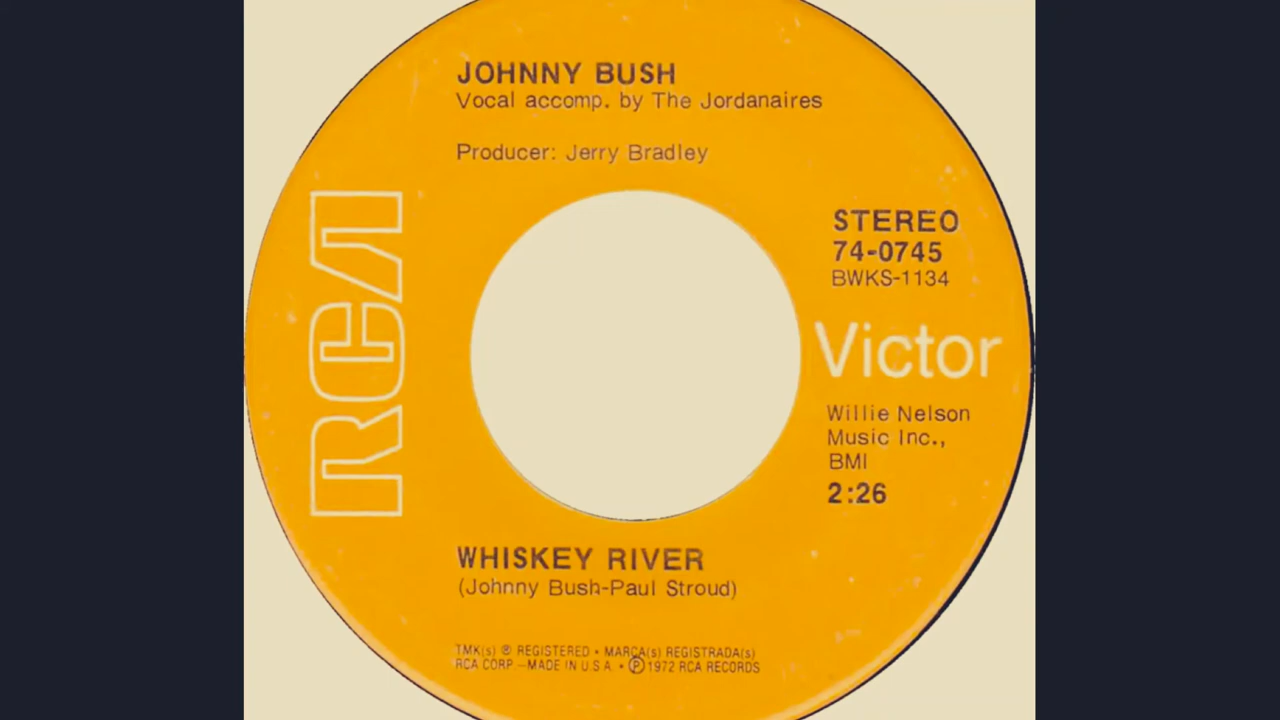 JOHNNY BUSH
Vocal accomp. by The Jordanaires
Producer: Jerry Bradley
RCA
STEREO
74-0745
BWKS-1134
Victor
Willie Nelson
Music Inc.,
BMI
2:26
WHISKEY RIVER
(Johnny Bush-Paul Stroud)
TMK(s) ® REGISTERED • MARCA(s) REGISTRADA(s)
RCA CORP.–MADE IN U.S.A. • ℗ 1972 RCA RECORDS